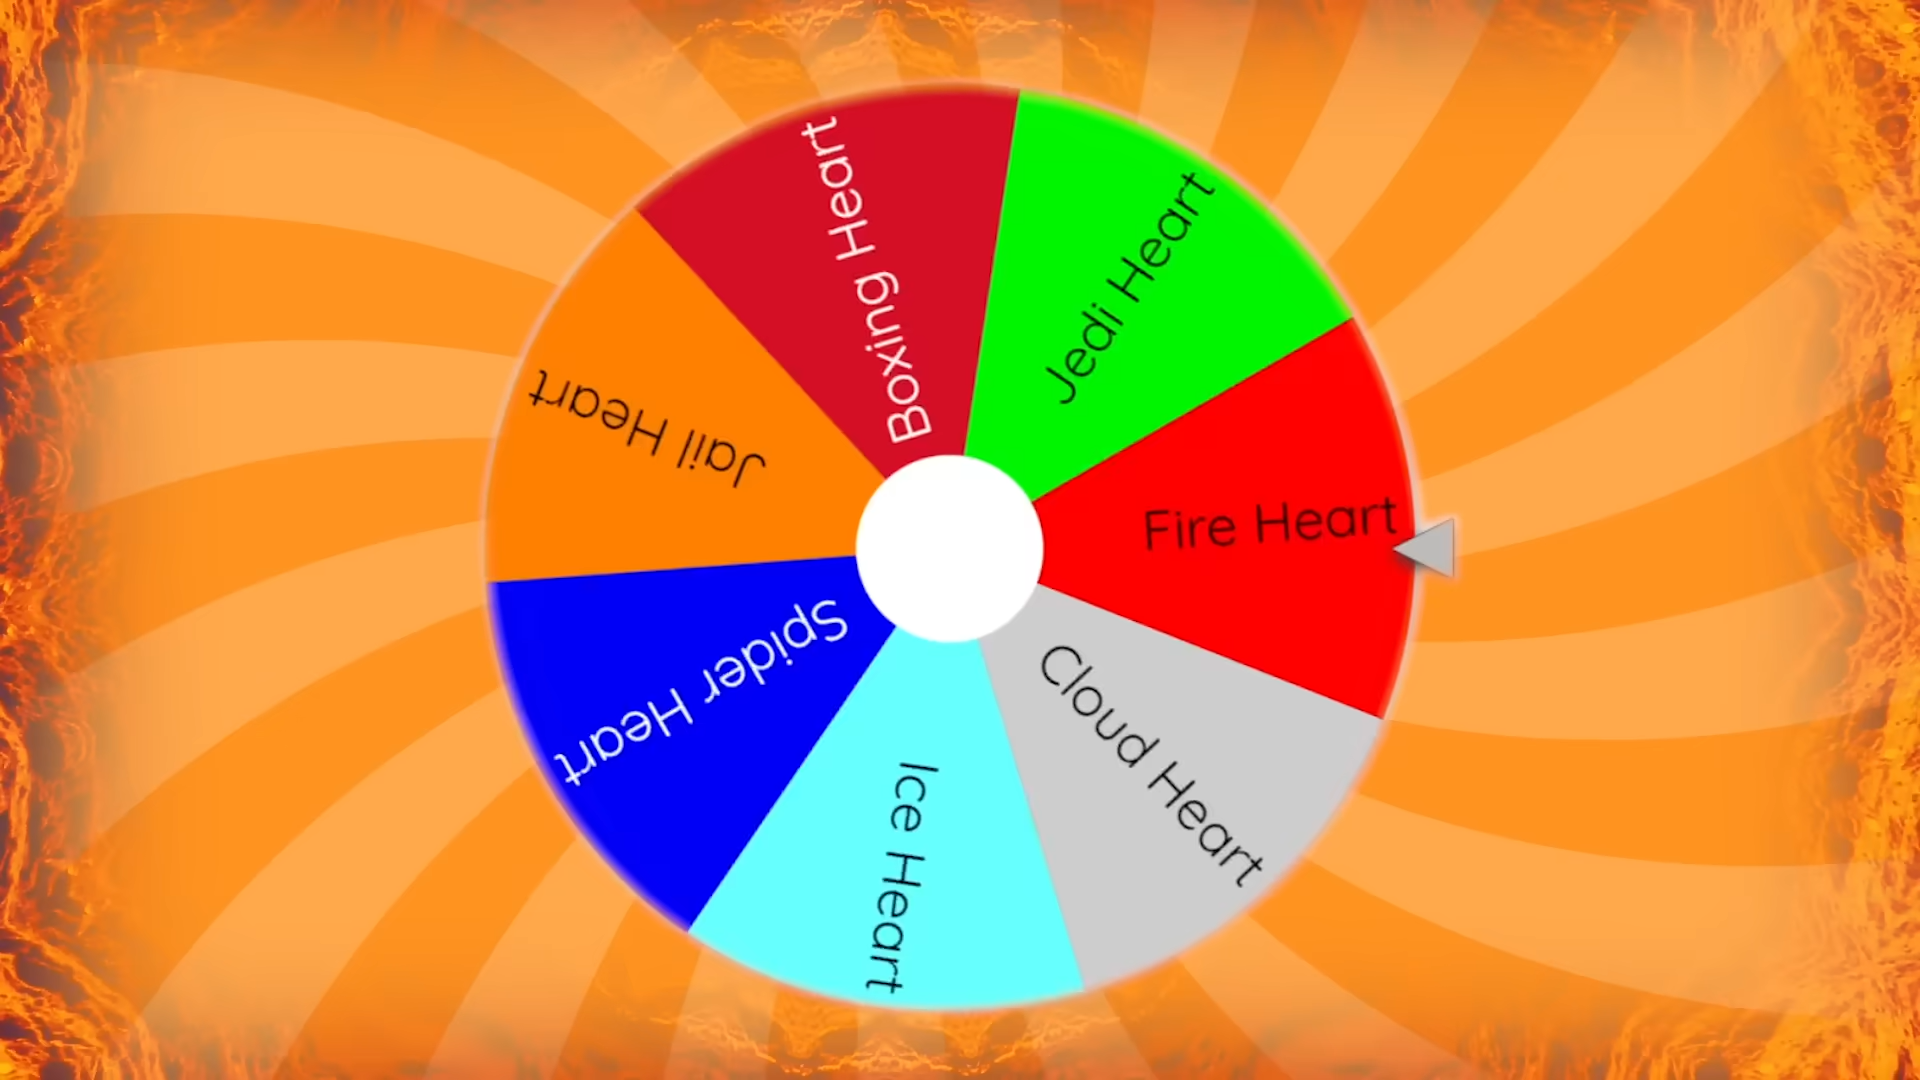 Boxing Heart
Jedi Heart
Fire Heart
Cloud Heart
Ice Heart
Spider Heart
Jail Heart